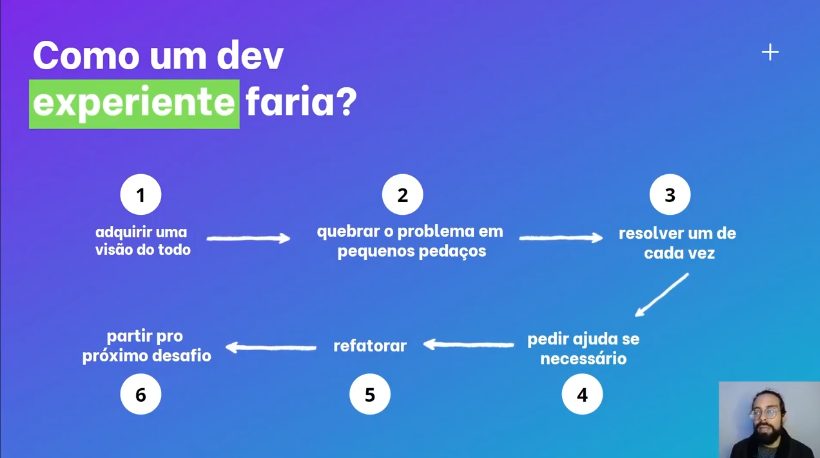 Como um dev
experiente faria?
1
adquirir uma
visão do todo
2
quebrar o problema em
pequenos pedaços
3
resolver um de
cada vez
pedir ajuda se
necessário
4
refatorar
5
partir pro
próximo desafio
6